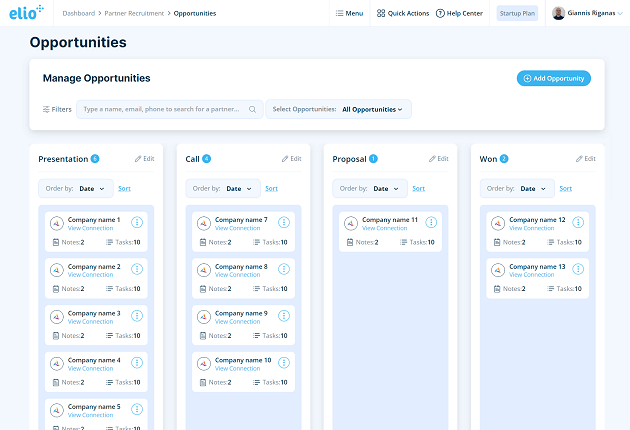 elio
Dashboard > Partner Recruitment > Opportunities
Menu
Quick Actions
? Help Center
Startup Plan
Giannis Riganas
Opportunities
Manage Opportunities
Add Opportunity
Filters
Type a name, email, phone to search for a partner...
Select Opportunities: All Opportunities
Presentation 6
Edit
Order by: Date
Sort
Company name 1
View Connection
Notes:2 Tasks:10
Company name 2
View Connection
Notes:2 Tasks:10
Company name 3
View Connection
Notes:2 Tasks:10
Company name 4
View Connection
Notes:2 Tasks:10
Company name 5
View Connection
Notes:2 Tasks:10
Call 4
Edit
Order by: Date
Sort
Company name 7
View Connection
Notes:2 Tasks:10
Company name 8
View Connection
Notes:2 Tasks:10
Company name 9
View Connection
Notes:2 Tasks:10
Company name 10
View Connection
Notes:2 Tasks:10
Proposal 1
Edit
Order by: Date
Sort
Company name 11
View Connection
Notes:2 Tasks:10
Won 2
Edit
Order by: Date
Sort
Company name 12
View Connection
Notes:2 Tasks:10
Company name 13
View Connection
Notes:2 Tasks:10